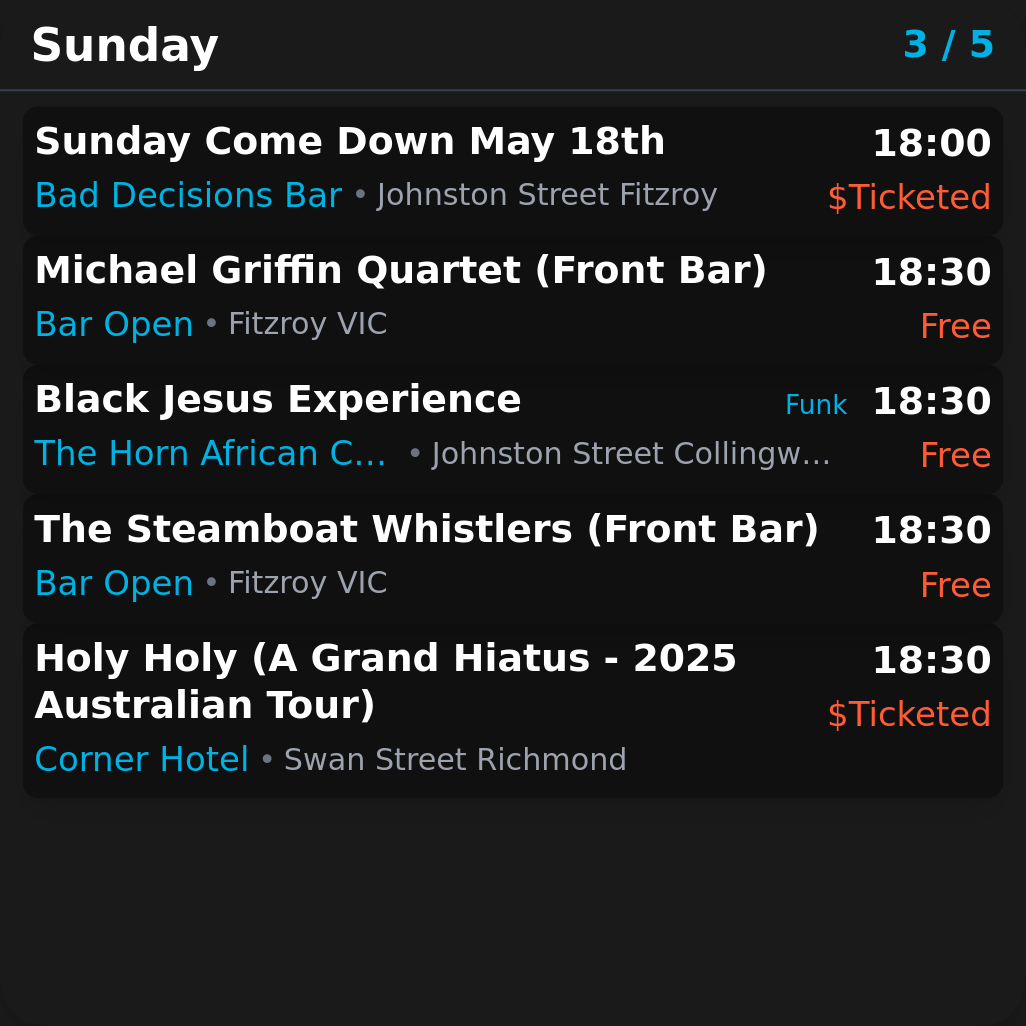 Sunday 3 / 5
Sunday Come Down May 18th 18:00
Bad Decisions Bar • Johnston Street Fitzroy $Ticketed
Michael Griffin Quartet (Front Bar) 18:30
Bar Open • Fitzroy VIC Free
Black Jesus Experience Funk 18:30
The Horn African C... • Johnston Street Collingw... Free
The Steamboat Whistlers (Front Bar) 18:30
Bar Open • Fitzroy VIC Free
Holy Holy (A Grand Hiatus - 2025 18:30
Australian Tour) $Ticketed
Corner Hotel • Swan Street Richmond